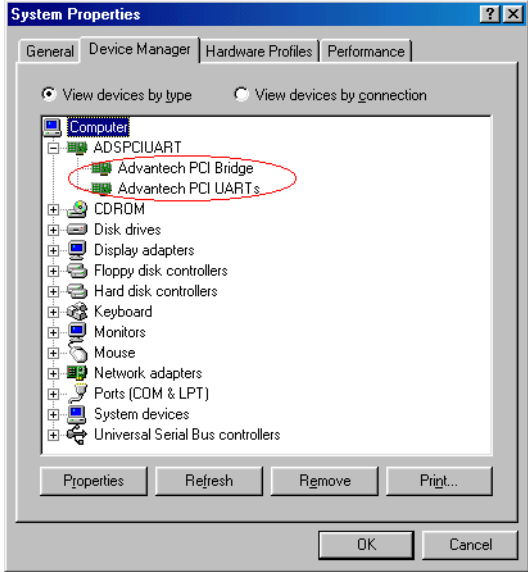 System Properties
General Device Manager Hardware Profiles Performance
View devices by type View devices by connection
Computer
ADSPCIUART
Advantech PCI Bridge
Advantech PCI UARTs
CDROM
Disk drives
Display adapters
Floppy disk controllers
Hard disk controllers
Keyboard
Monitors
Mouse
Network adapters
Ports (COM & LPT)
System devices
Universal Serial Bus controllers
Properties Refresh Remove Print...
OK Cancel